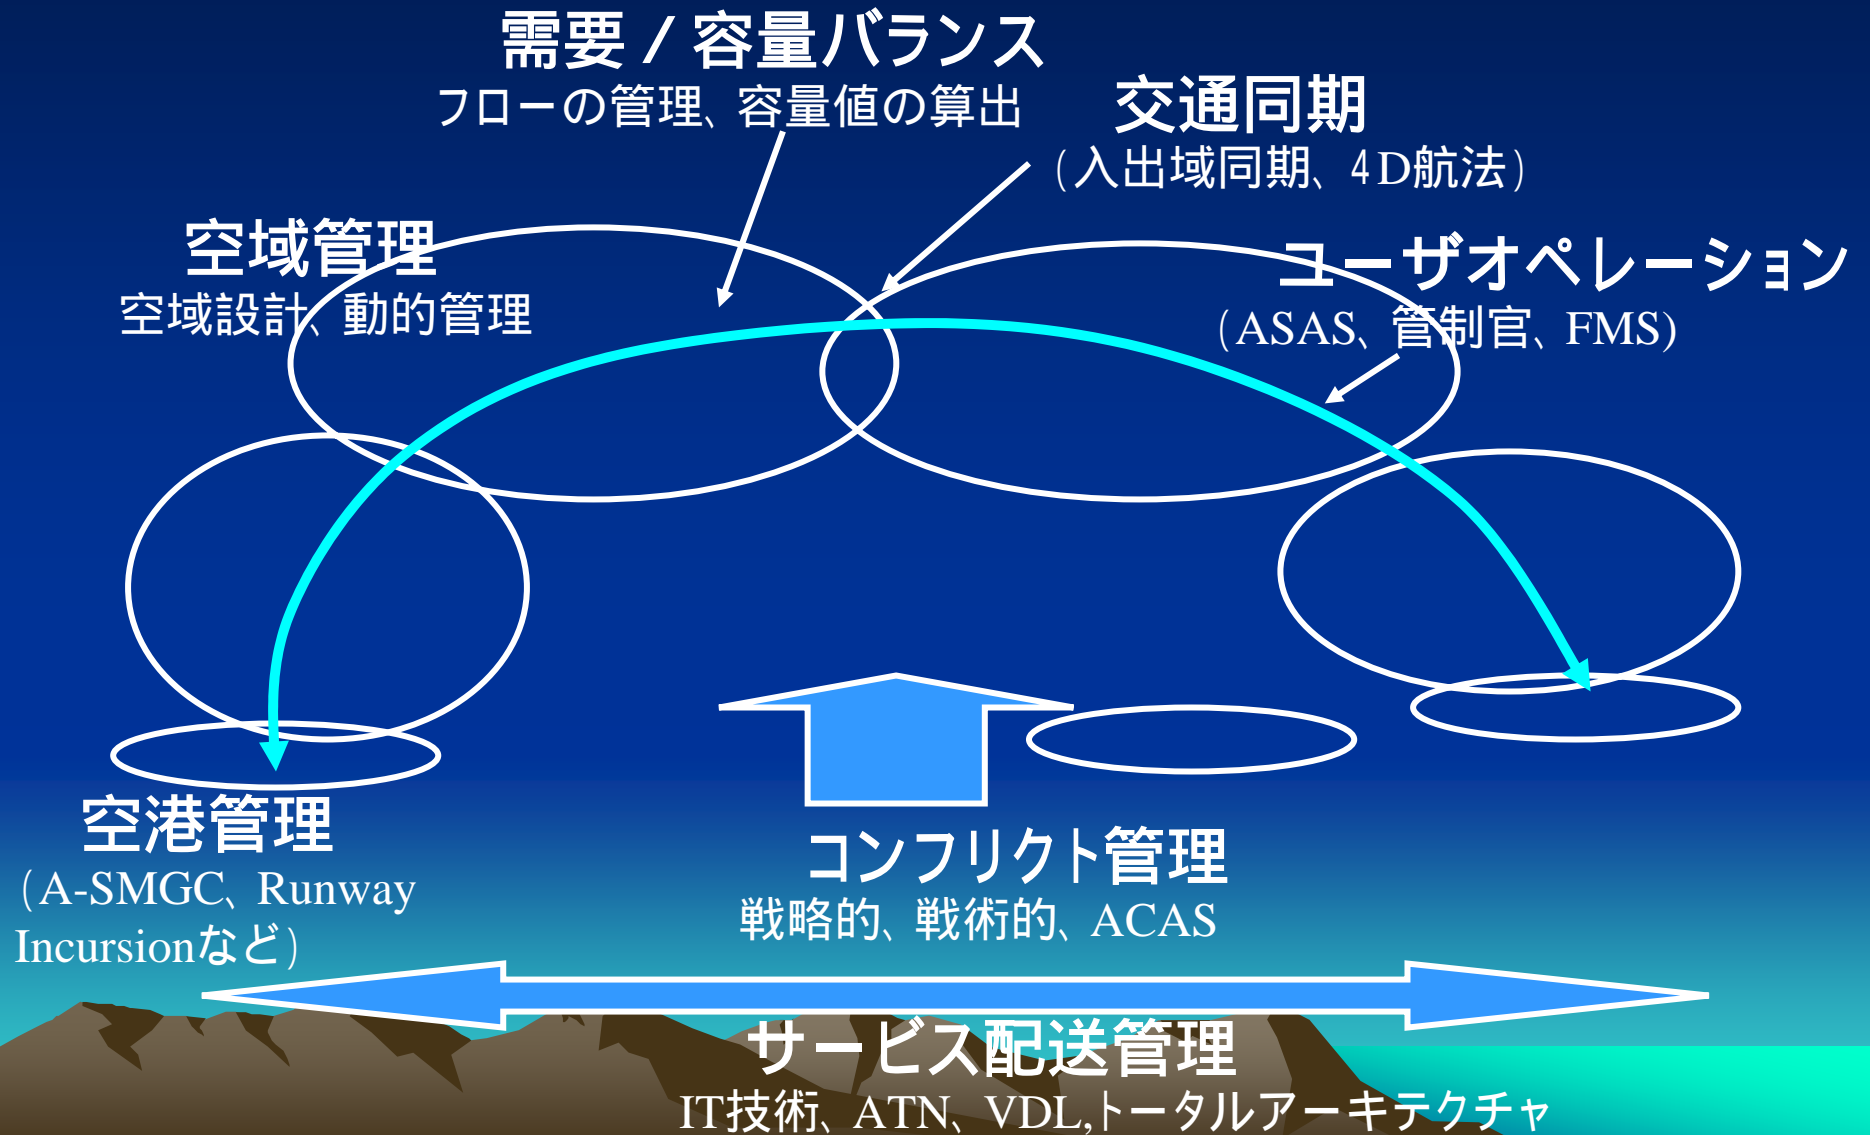 需要/容量バランス
フローの管理、容量値の算出
交通同期
(入出域同期、4D航法)
空域管理
空域設計、動的管理
ユーザオペレーション
(ASAS、管制官、FMS)
空港管理
(A-SMGC、Runway
Incursionなど)
コンフリクト管理
戦略的、戦術的、ACAS
サービス配送管理
IT技術、ATN、VDL,トータルアーキテクチャ